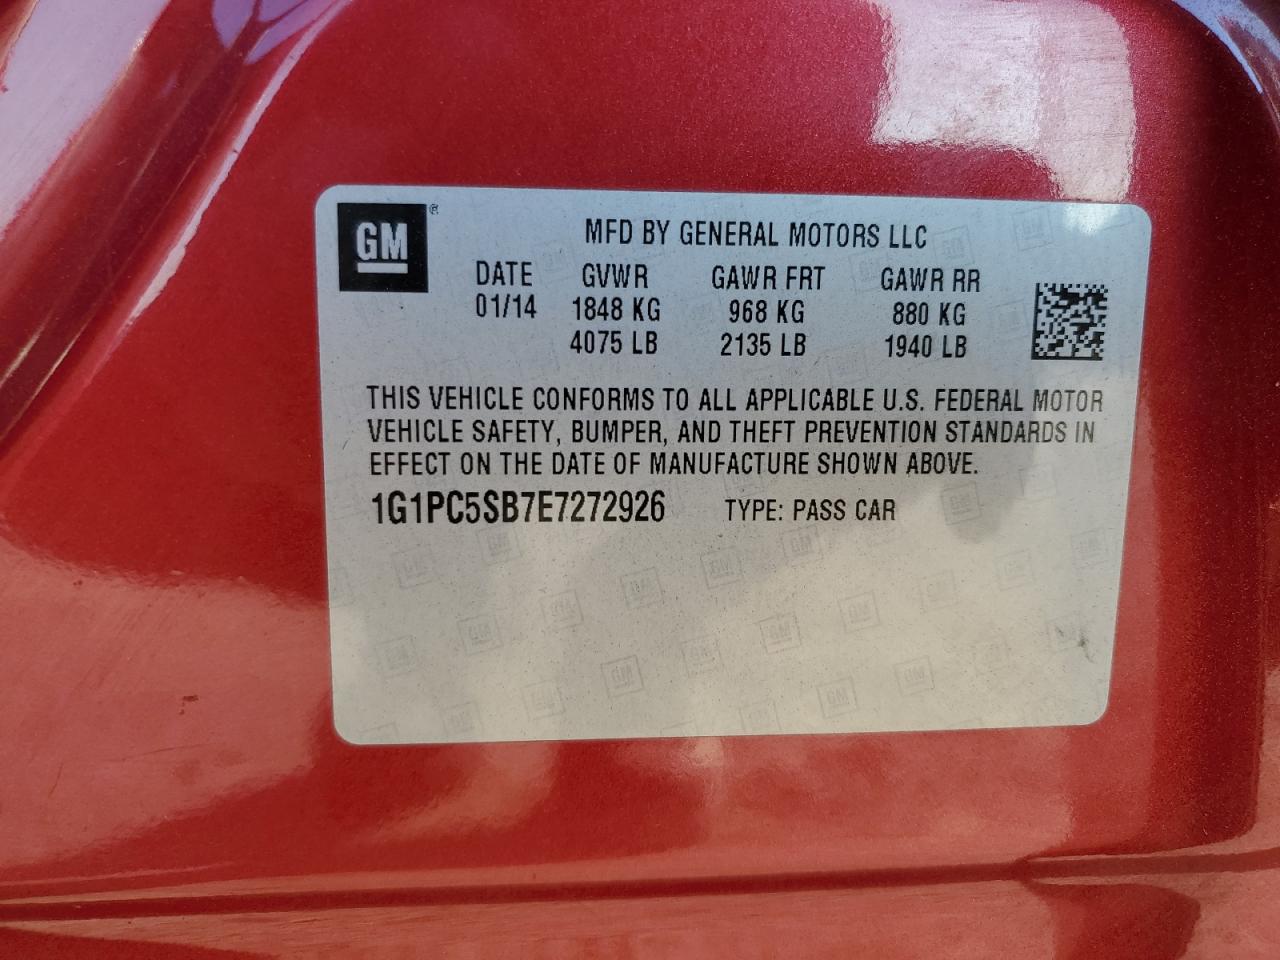 GM®
MFD BY GENERAL MOTORS LLC
DATE GVWR GAWR FRT GAWR RR
01/14 1848 KG 968 KG 880 KG
4075 LB 2135 LB 1940 LB
THIS VEHICLE CONFORMS TO ALL APPLICABLE U.S. FEDERAL MOTOR
VEHICLE SAFETY, BUMPER, AND THEFT PREVENTION STANDARDS IN
EFFECT ON THE DATE OF MANUFACTURE SHOWN ABOVE.
1G1PC5SB7E7272926 TYPE: PASS CAR